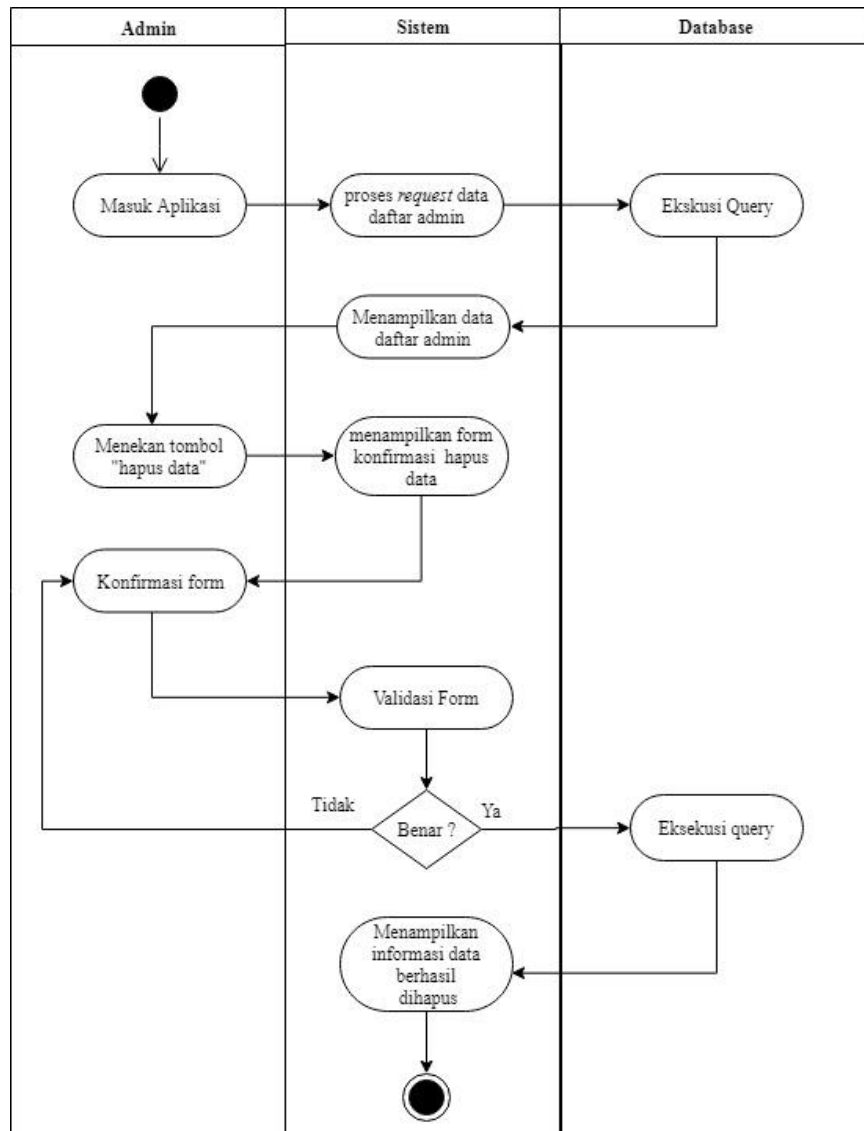 Admin
Sistem
Database
Masuk Aplikasi
proses request data
daftar admin
Ekskusi Query
Menampilkan data
daftar admin
Menekan tombol
"hapus data"
menampilkan form
konfirmasi hapus
data
Konfirmasi form
Validasi Form
Tidak
Benar ?
Ya
Eksekusi query
Menampilkan
informasi data
berhasil
dihapus